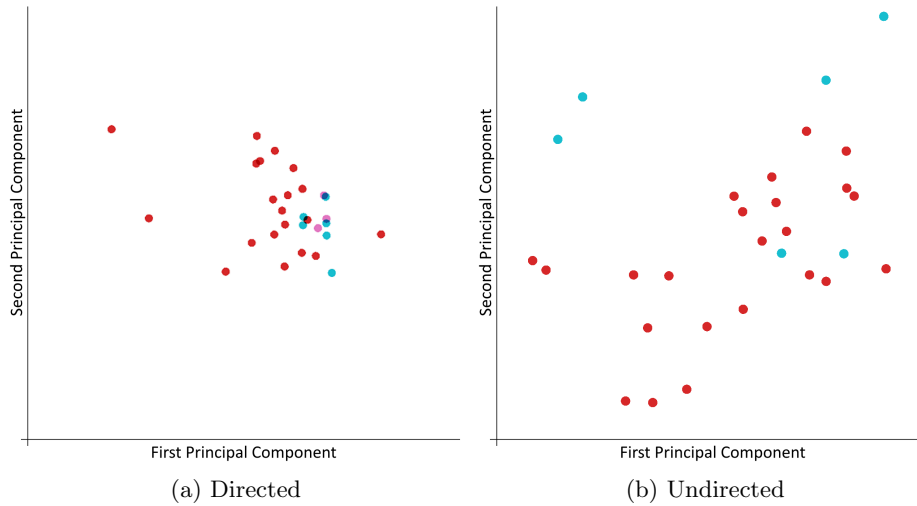 Second Principal Component
First Principal Component
(a) Directed
Second Principal Component
First Principal Component
(b) Undirected